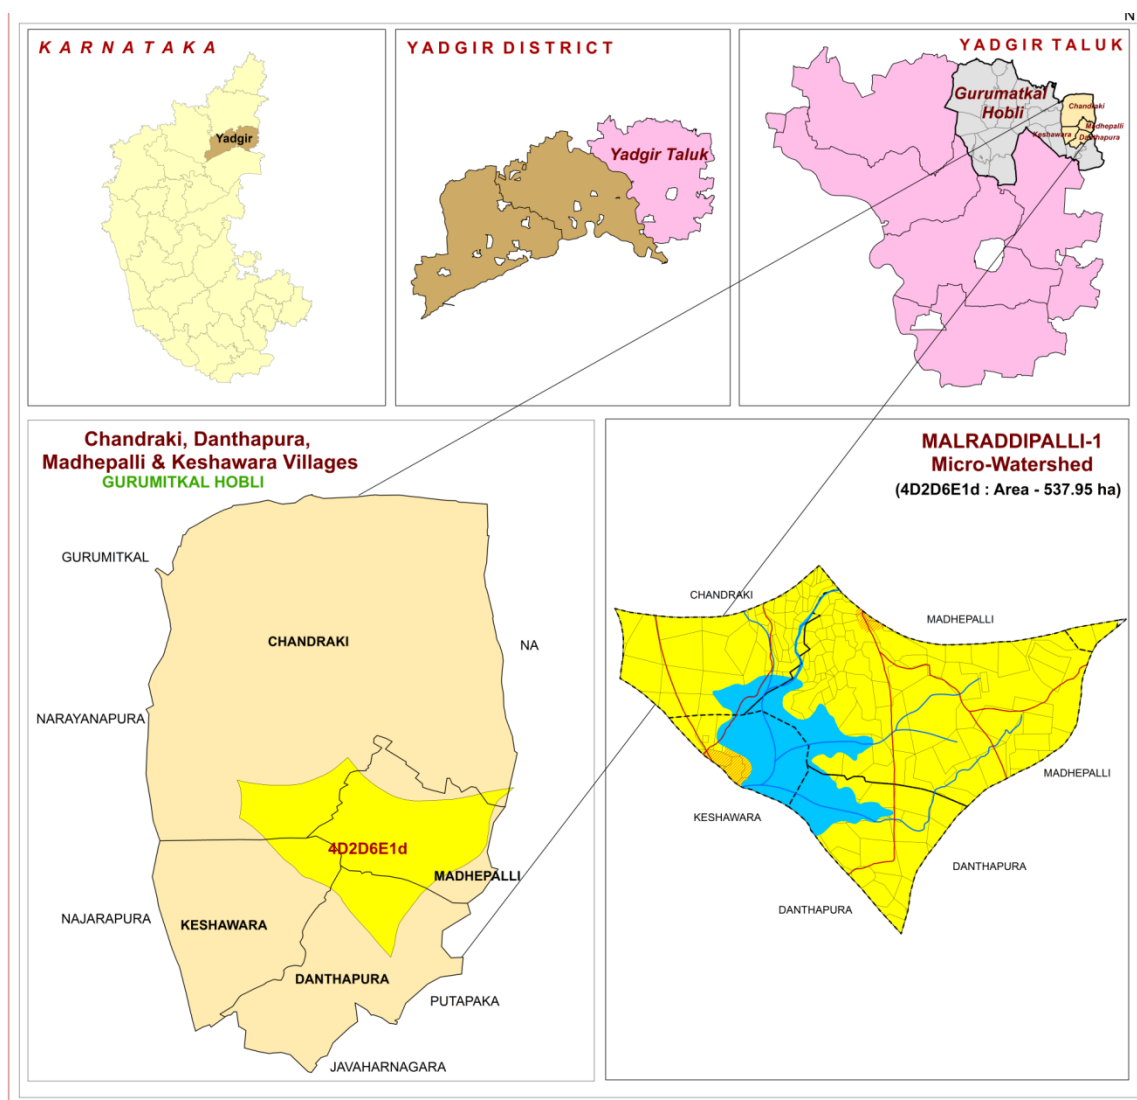 N
KARNATAKA
Yadgir
YADGIR DISTRICT
Yadgir Taluk
YADGIR TALUK
Gurumatkal
Hobli
Chandraki
Madhepalli
Keshawara
Danthapura
Chandraki, Danthapura,
Madhepalli & Keshawara Villages
GURUMITKAL HOBLI
GURUMITKAL
CHANDRAKI
NA
NARAYANAPURA
4D2D6E1d
MADHEPALLI
NAJARAPURA
KESHAWARA
DANTHAPURA
PUTAPAKA
JAVAHARNAGARA
MALRADDIPALLI-1
Micro-Watershed
(4D2D6E1d : Area - 537.95 ha)
CHANDRAKI
MADHEPALLI
MADHEPALLI
KESHAWARA
DANTHAPURA
DANTHAPURA